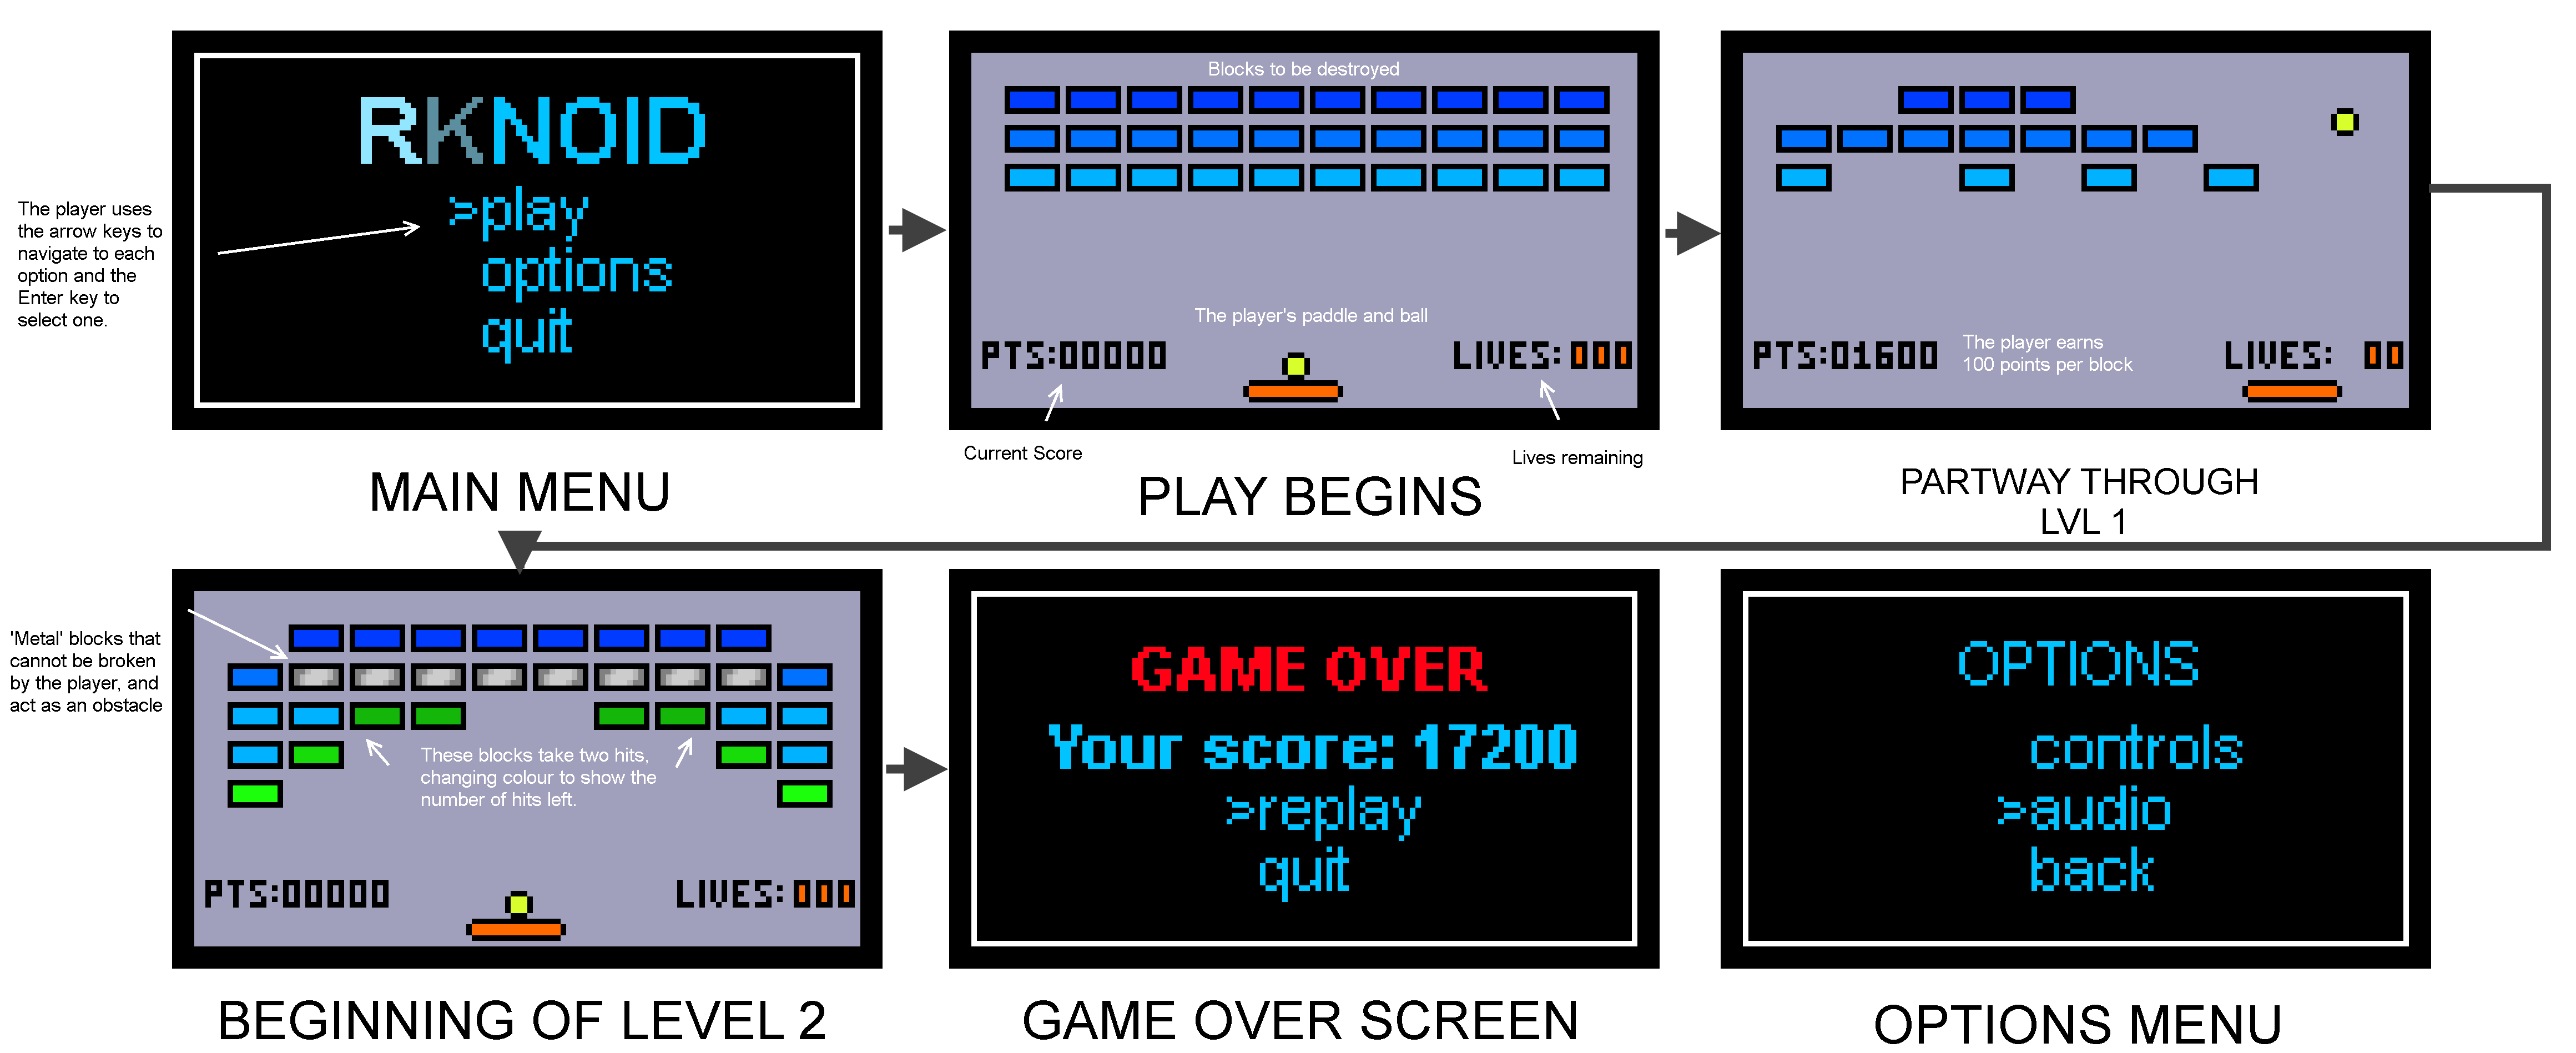 The player uses
the arrow keys to
navigate to each
option and the
Enter key to
select one.
RKNOID
>play
options
quit
MAIN MENU
Blocks to be destroyed
The player's paddle and ball
PTS:00000
LIVES:000
Current Score
Lives remaining
PLAY BEGINS
PTS:01600
The player earns
100 points per block
LIVES: 00
PARTWAY THROUGH
LVL 1
'Metal' blocks that
cannot be broken
by the player, and
act as an obstacle
These blocks take two hits,
changing colour to show the
number of hits left.
PTS:00000
LIVES:000
BEGINNING OF LEVEL 2
GAME OVER
Your score: 17200
>replay
quit
GAME OVER SCREEN
OPTIONS
controls
>audio
back
OPTIONS MENU